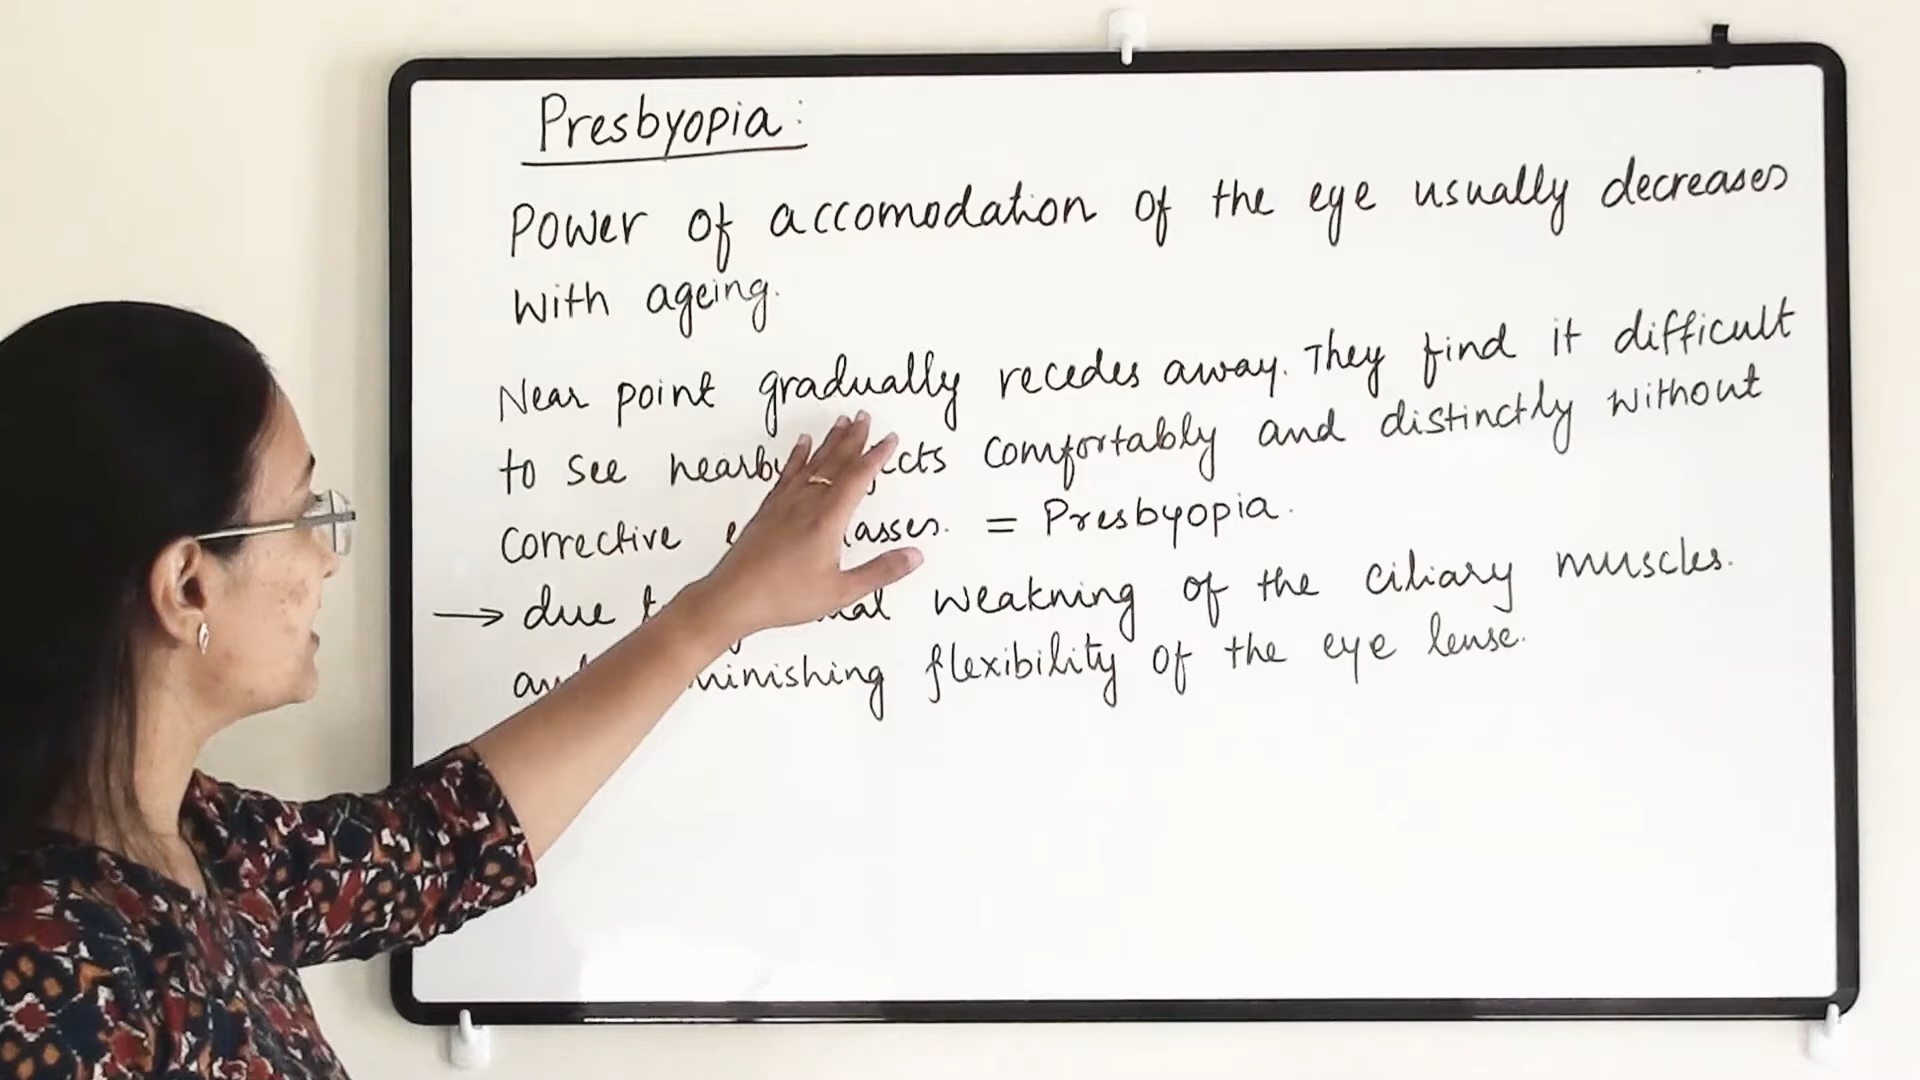 Presbyopia:
Power of accomodation of the eye usually decreases
with ageing.
Near point gradually recedes away. They find it difficult
to see nearby comfortably and distinctly without
corrective = Presbyopia.
→ due weakning of the ciliary muscles.
flexibility of the eye lense.